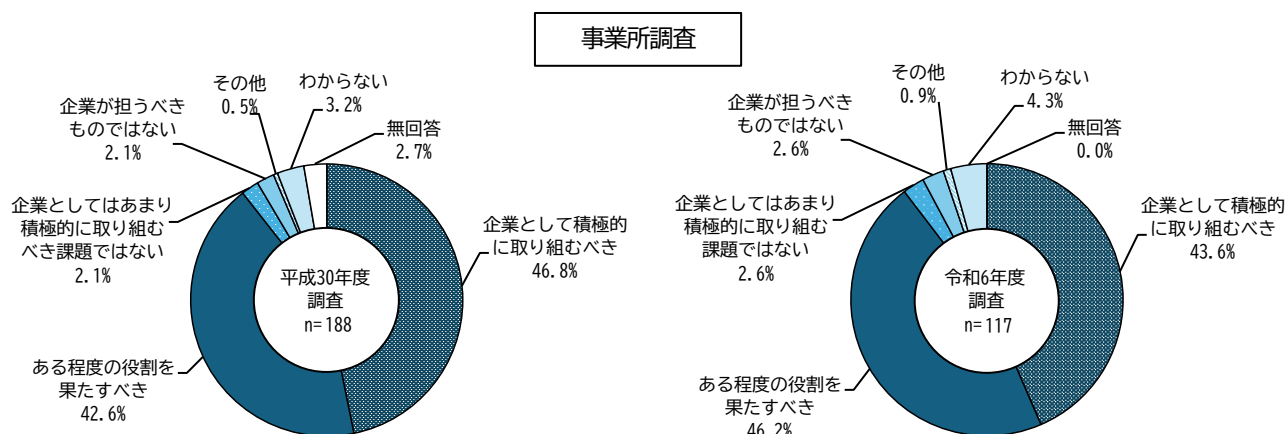 事業所調査
その他
0.5%
わからない
3.2%
企業が担うべき
ものではない
2.1%
無回答
2.7%
企業としてはあまり
積極的に取り組む
べき課題ではない
2.1%
企業として積極的
に取り組むべき
46.8%
平成30年度
調査
n=188
ある程度の役割を
果たすべき
42.6%
その他
0.9%
わからない
4.3%
企業が担うべき
ものではない
2.6%
無回答
0.0%
企業としてはあまり
積極的に取り組む
課題ではない
2.6%
企業として積極的
に取り組むべき
43.6%
令和6年度
調査
n=117
ある程度の役割を
果たすべき
46.2%